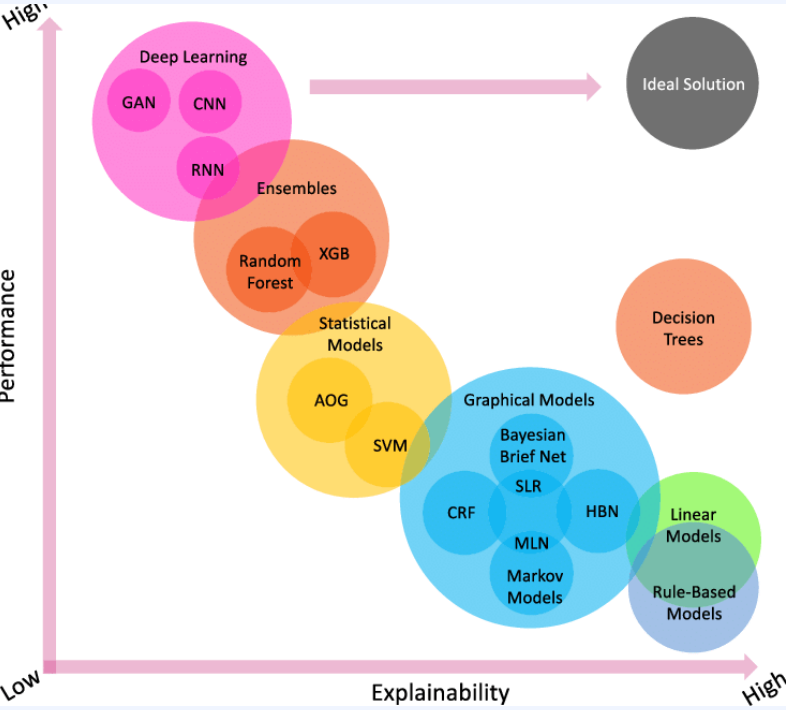 High
Deep Learning
GAN
CNN
RNN
Ideal Solution
Ensembles
Random
Forest
XGB
Performance
Statistical
Models
Decision
Trees
AOG
SVM
Graphical Models
Bayesian
Brief Net
SLR
CRF
HBN
MLN
Markov
Models
Linear
Models
Rule-Based
Models
Low
Explainability
High